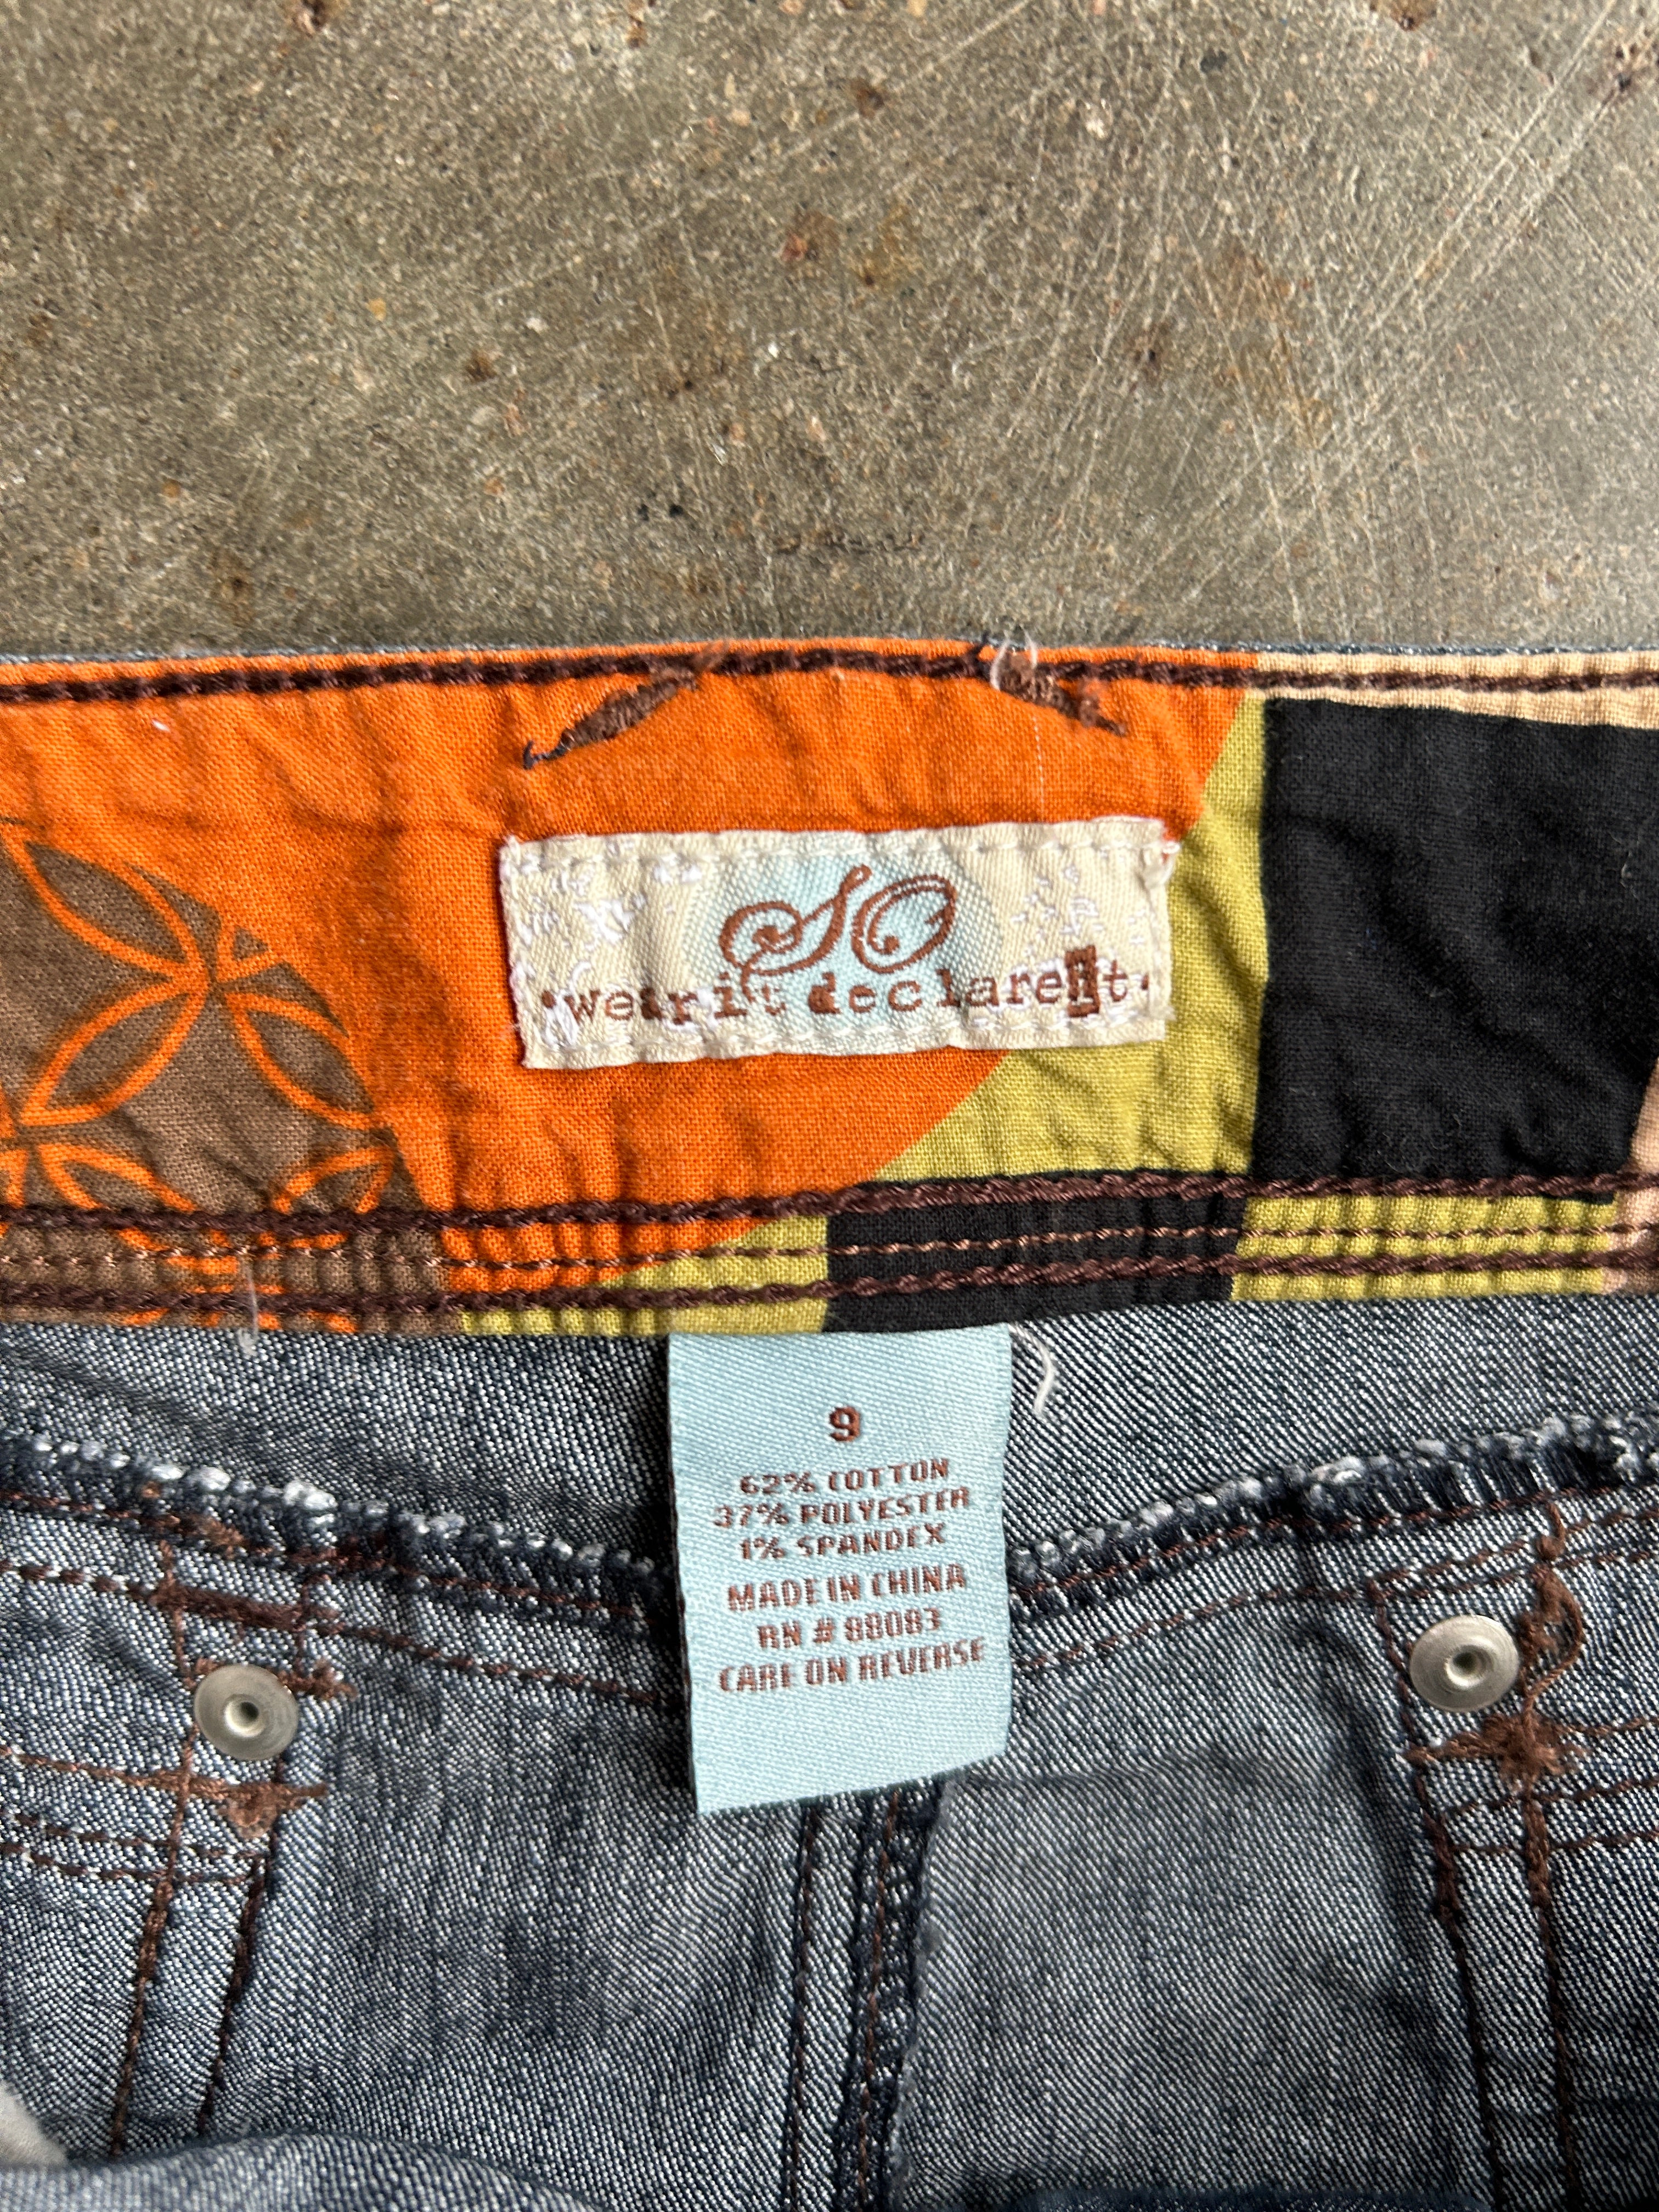 SO
·wear it declare it·
9
62% COTTON
37% POLYESTER
1% SPANDEX
MADE IN CHINA
RN # 88083
CARE ON REVERSE